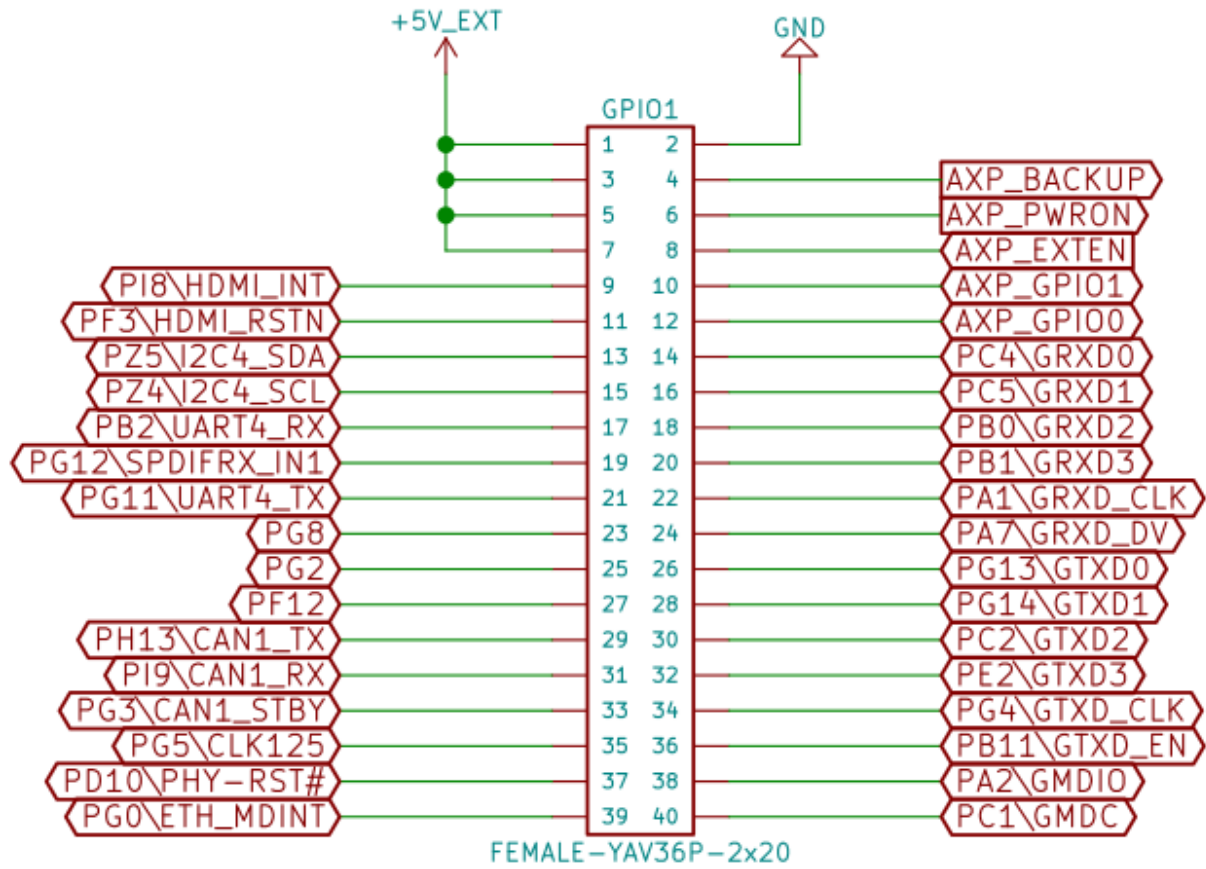 +5V_EXT GND
GPIO1
1 2
3 4 AXP_BACKUP
5 6 AXP_PWRON
7 8 AXP_EXTEN
PI8\HDMI_INT 9 10 AXP_GPIO1
PF3\HDMI_RSTN 11 12 AXP_GPIO0
PZ5\I2C4_SDA 13 14 PC4\GRXD0
PZ4\I2C4_SCL 15 16 PC5\GRXD1
PB2\UART4_RX 17 18 PB0\GRXD2
PG12\SPDIFRX_IN1 19 20 PB1\GRXD3
PG11\UART4_TX 21 22 PA1\GRXD_CLK
PG8 23 24 PA7\GRXD_DV
PG2 25 26 PG13\GTXD0
PF12 27 28 PG14\GTXD1
PH13\CAN1_TX 29 30 PC2\GTXD2
PI9\CAN1_RX 31 32 PE2\GTXD3
PG3\CAN1_STBY 33 34 PG4\GTXD_CLK
PG5\CLK125 35 36 PB11\GTXD_EN
PD10\PHY-RST# 37 38 PA2\GMDIO
PG0\ETH_MDINT 39 40 PC1\GMDC
FEMALE-YAV36P-2x20